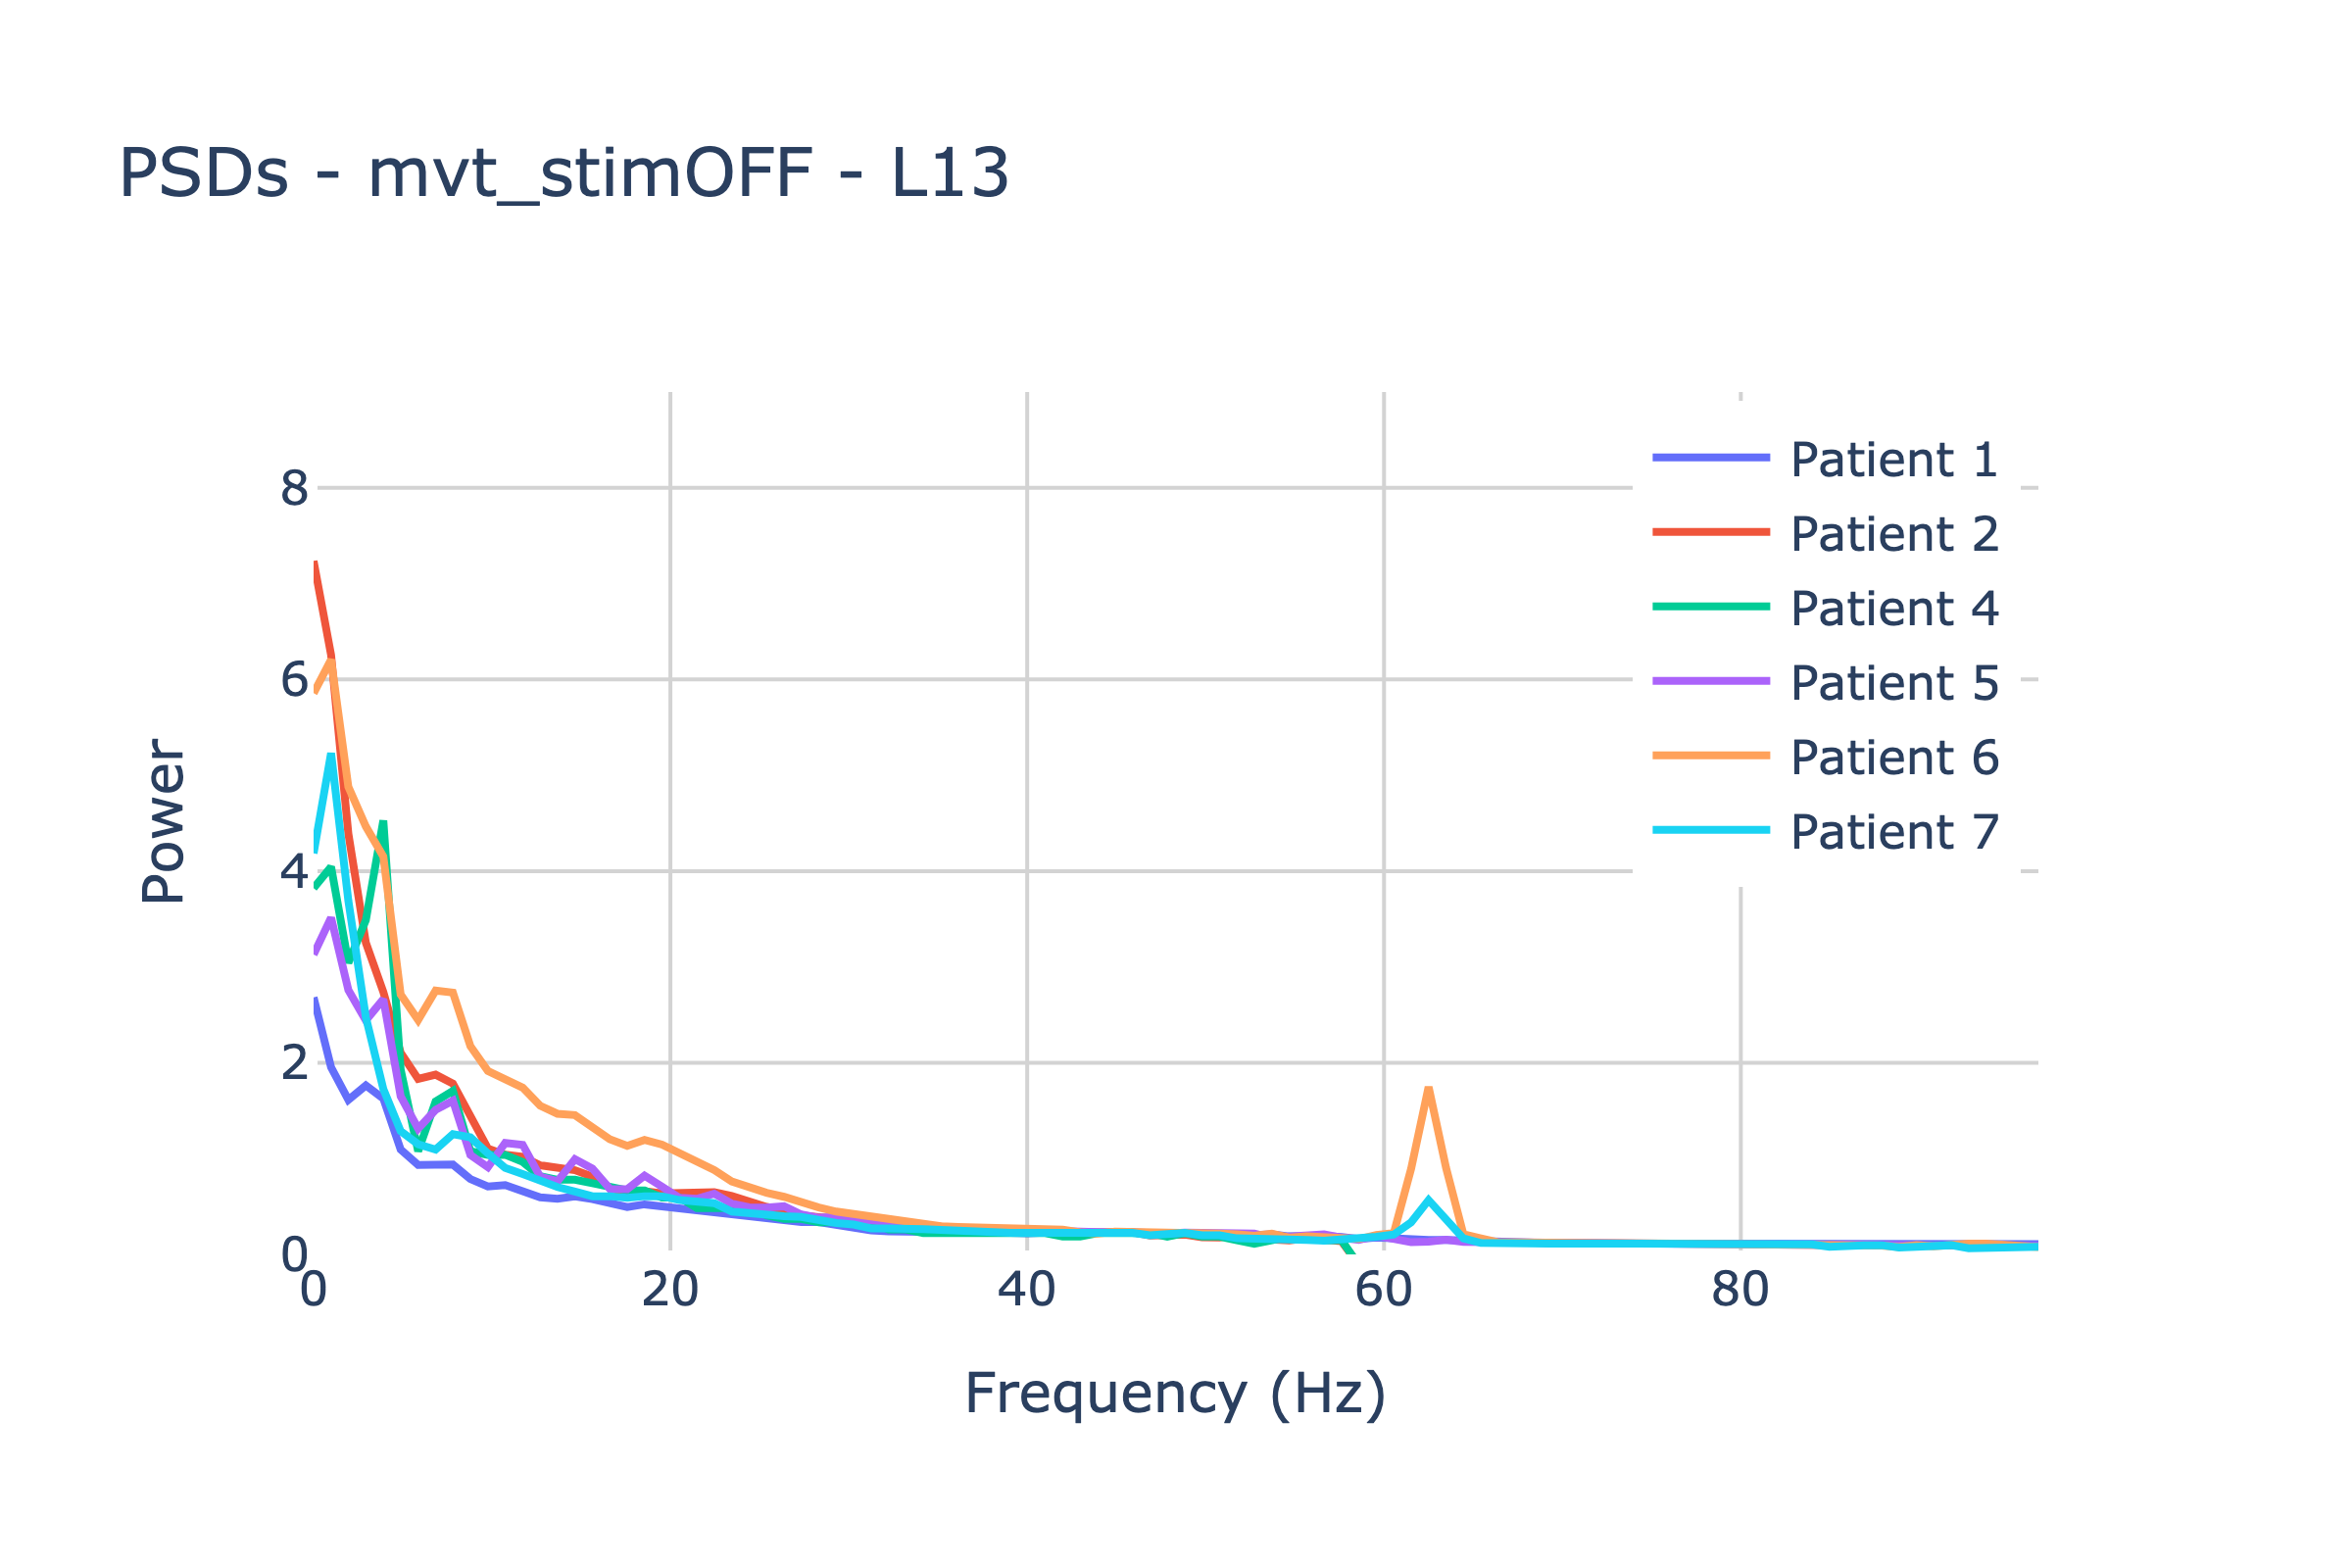 PSDs - mvt_stimOFF - L13
Patient 1
Patient 2
Patient 4
Patient 5
Patient 6
Patient 7
8
6
4
2
0
Power
0 20 40 60 80
Frequency (Hz)